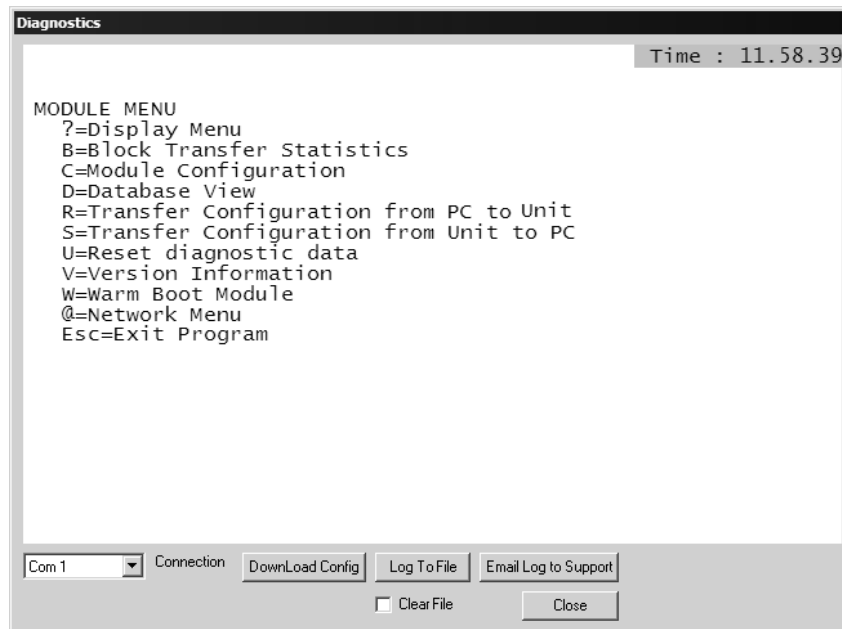 Diagnostics
Time : 11.58.39
MODULE MENU
?=Display Menu
B=Block Transfer Statistics
C=Module Configuration
D=Database View
R=Transfer Configuration from PC to Unit
S=Transfer Configuration from Unit to PC
U=Reset diagnostic data
V=Version Information
W=Warm Boot Module
@=Network Menu
Esc=Exit Program
Com 1 Connection DownLoad Config Log To File Email Log to Support
Clear File Close